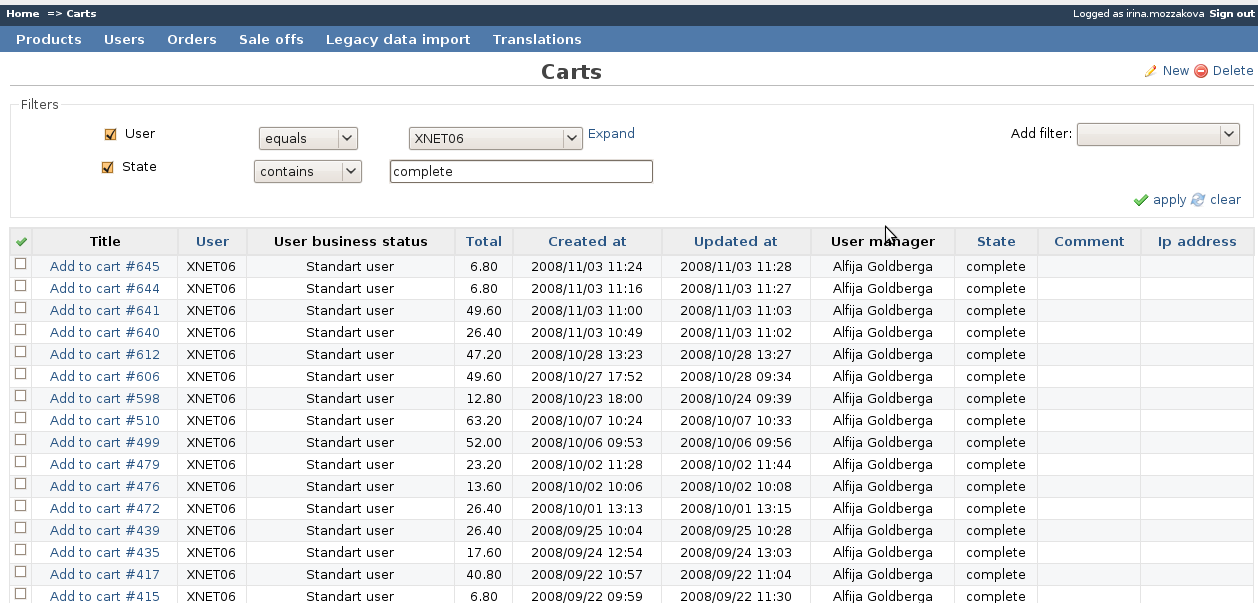 Home => Carts Logged as irina.mozzakova Sign out
Products Users Orders Sale offs Legacy data import Translations
Carts New Delete
Filters
User equals XNET06 Expand Add filter:
State contains complete
apply clear
Title User User business status Total Created at Updated at User manager State Comment Ip address
Add to cart #645 XNET06 Standart user 6.80 2008/11/03 11:24 2008/11/03 11:28 Alfija Goldberga complete
Add to cart #644 XNET06 Standart user 6.80 2008/11/03 11:16 2008/11/03 11:27 Alfija Goldberga complete
Add to cart #641 XNET06 Standart user 49.60 2008/11/03 11:00 2008/11/03 11:03 Alfija Goldberga complete
Add to cart #640 XNET06 Standart user 26.40 2008/11/03 10:49 2008/11/03 11:02 Alfija Goldberga complete
Add to cart #612 XNET06 Standart user 47.20 2008/10/28 13:23 2008/10/28 13:27 Alfija Goldberga complete
Add to cart #606 XNET06 Standart user 49.60 2008/10/27 17:52 2008/10/28 09:34 Alfija Goldberga complete
Add to cart #598 XNET06 Standart user 12.80 2008/10/23 18:00 2008/10/24 09:39 Alfija Goldberga complete
Add to cart #510 XNET06 Standart user 63.20 2008/10/07 10:24 2008/10/07 10:33 Alfija Goldberga complete
Add to cart #499 XNET06 Standart user 52.00 2008/10/06 09:53 2008/10/06 09:56 Alfija Goldberga complete
Add to cart #479 XNET06 Standart user 23.20 2008/10/02 11:28 2008/10/02 11:44 Alfija Goldberga complete
Add to cart #476 XNET06 Standart user 13.60 2008/10/02 10:06 2008/10/02 10:08 Alfija Goldberga complete
Add to cart #472 XNET06 Standart user 26.40 2008/10/01 13:13 2008/10/01 13:15 Alfija Goldberga complete
Add to cart #439 XNET06 Standart user 26.40 2008/09/25 10:04 2008/09/25 10:28 Alfija Goldberga complete
Add to cart #435 XNET06 Standart user 17.60 2008/09/24 12:54 2008/09/24 13:03 Alfija Goldberga complete
Add to cart #417 XNET06 Standart user 40.80 2008/09/22 10:57 2008/09/22 11:04 Alfija Goldberga complete
Add to cart #415 XNET06 Standart user 6.80 2008/09/22 09:59 2008/09/22 11:30 Alfija Goldberga complete